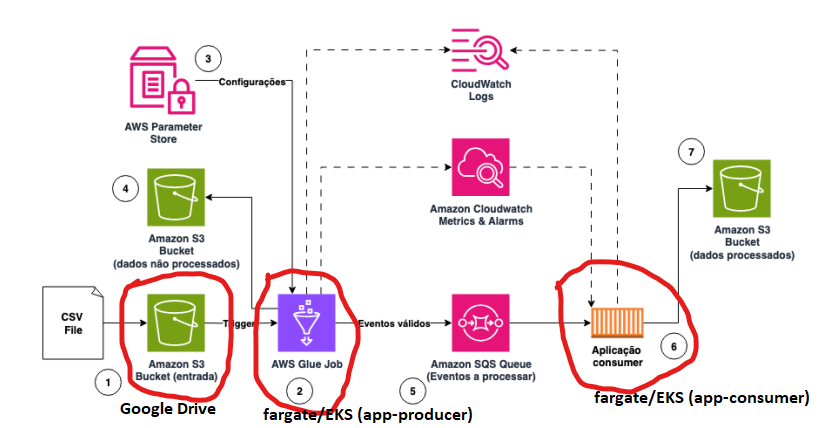 3
Configurações
AWS Parameter
Store
CloudWatch
Logs
7
4
Amazon S3
Bucket
(dados não processados)
Amazon Cloudwatch
Metrics & Alarms
Amazon S3
Bucket
(dados processados)
CSV
File
Trigger
Eventos válidos
1
Amazon S3
Bucket (entrada)
AWS Glue Job
2
5
Amazon SQS Queue
(Eventos a processar)
Aplicação
consumer
6
Google Drive
fargate/EKS (app-producer)
fargate/EKS (app-consumer)